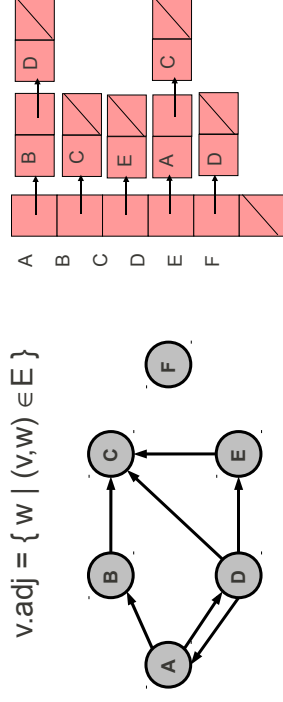 v.adj = { w | (v,w) ∈ E }
B C
A F
D E
A B D
B C
C E
D A C
E D
F